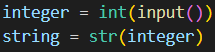 integer = int(input())
string = str(integer)